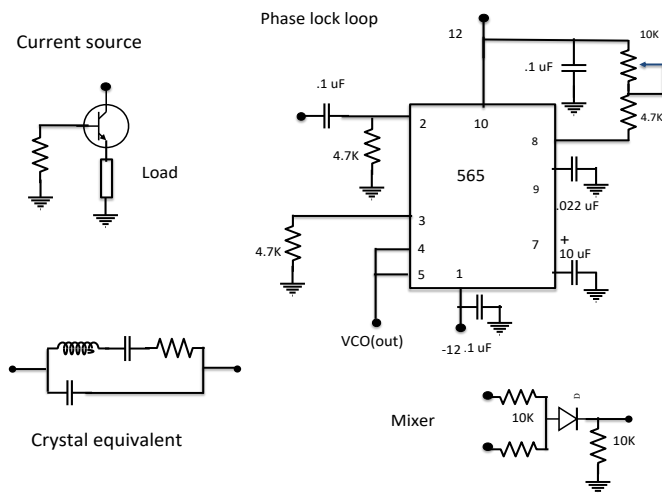 Phase lock loop
Current source
Load
12
10K
.1 uF
.1 uF
4.7K
2
10
8
4.7K
565
9
.022 uF
3
4.7K
4
7
+
10 uF
5
1
VCO(out)
-12
.1 uF
Crystal equivalent
Mixer
10K
D
10K